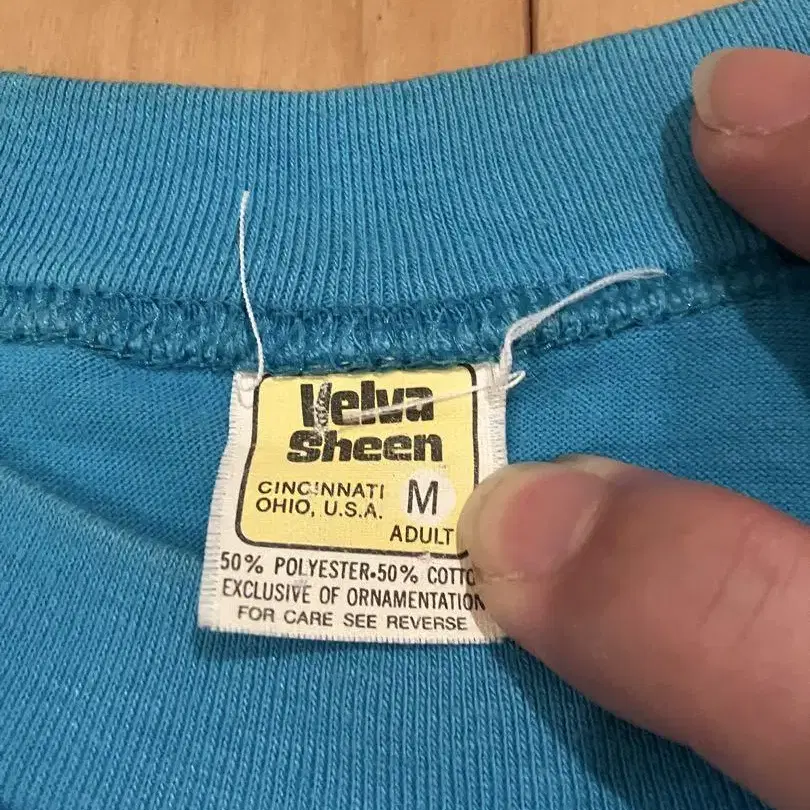 Velva
Sheen
CINCINNATI
OHIO, U.S.A. M
ADULT
50% POLYESTER•50% COTTO
EXCLUSIVE OF ORNAMENTATION
FOR CARE SEE REVERSE